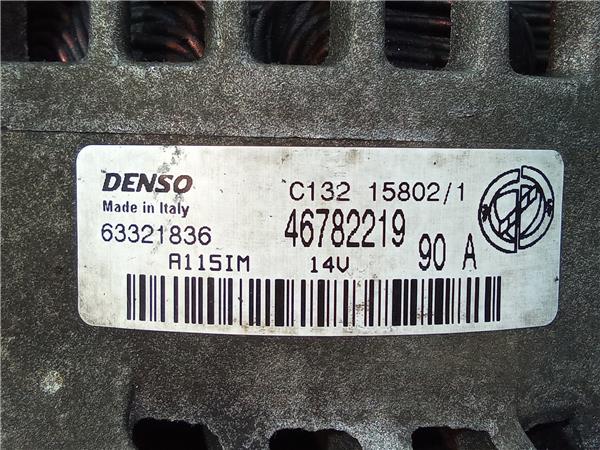 DENSO
Made in Italy
63321836
A115IM
C132 15802/1
46782219
14V
90 A